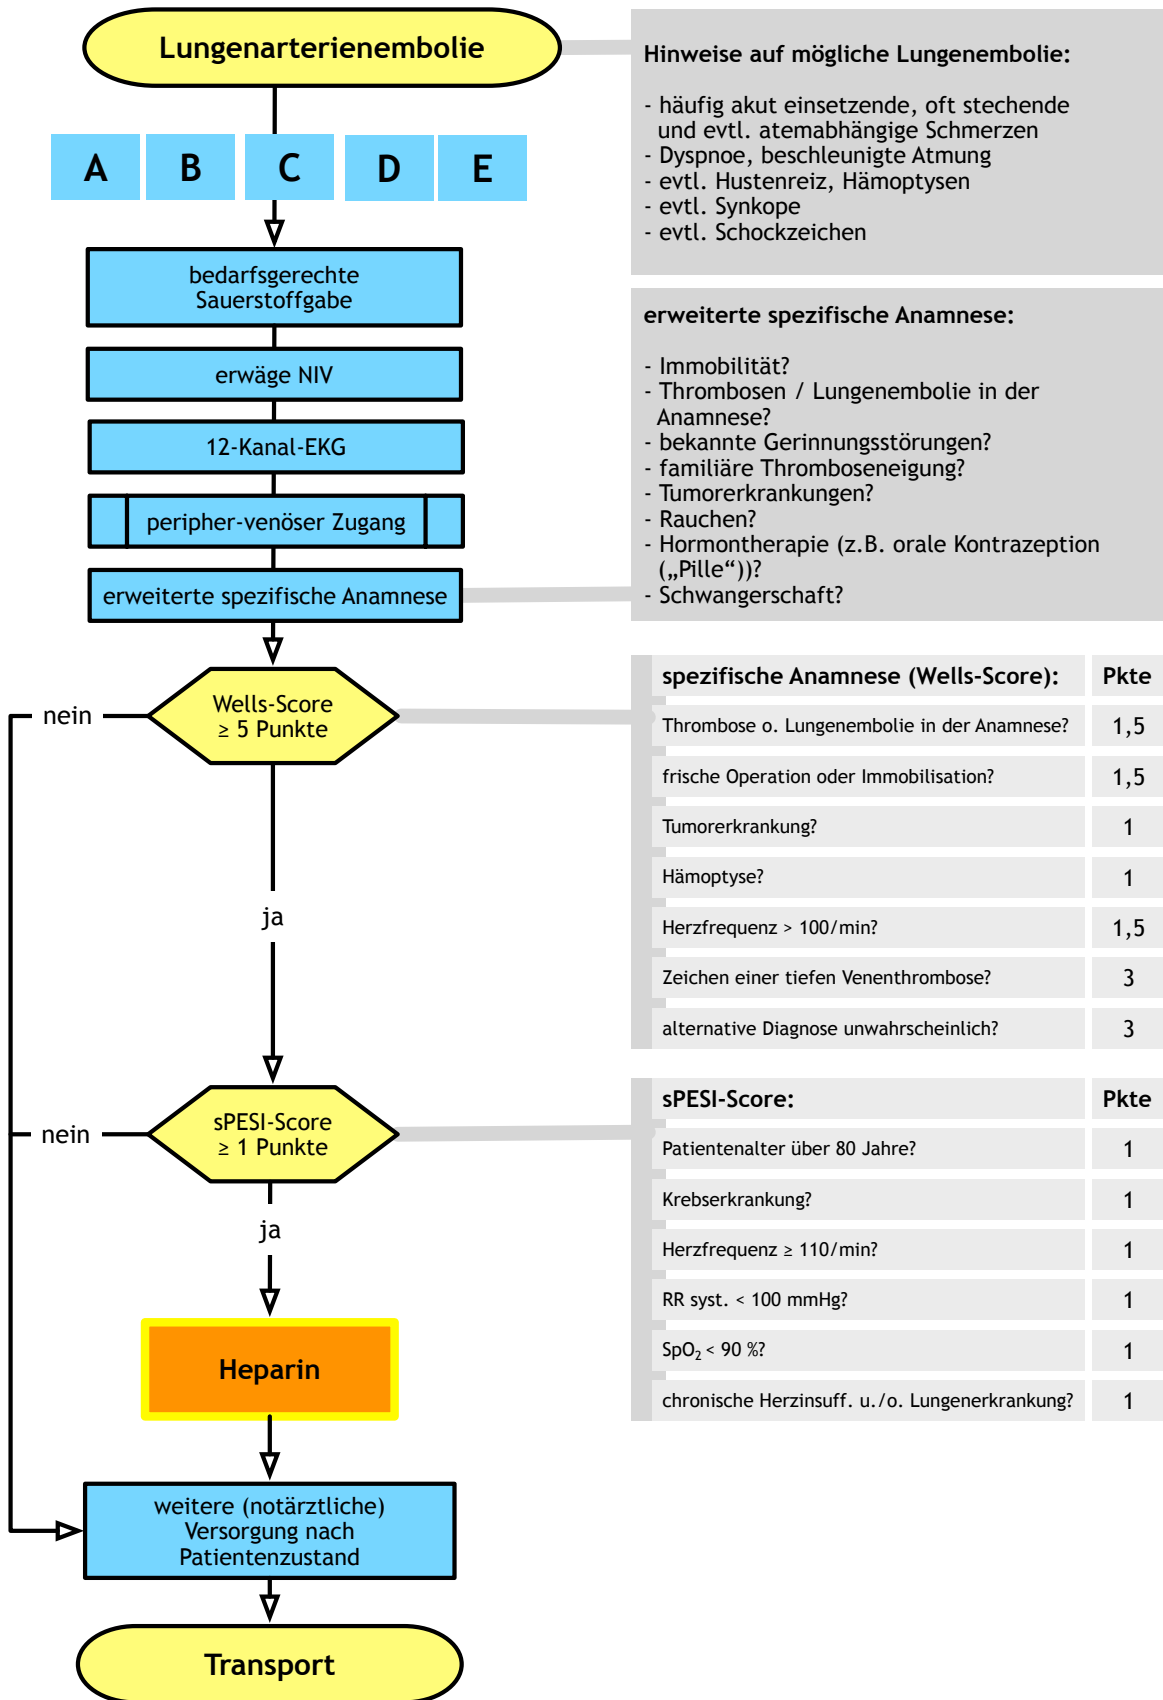 Lungenarterienembolie
A B C D E
bedarfsgerechte
Sauerstoffgabe
erwäge NIV
12-Kanal-EKG
peripher-venöser Zugang
erweiterte spezifische Anamnese
Wells-Score
≥ 5 Punkte
nein
ja
sPESI-Score
≥ 1 Punkte
nein
ja
Heparin
weitere (notärztliche)
Versorgung nach
Patientenzustand
Transport
Hinweise auf mögliche Lungenembolie:
- häufig akut einsetzende, oft stechende
und evtl. atemabhängige Schmerzen
- Dyspnoe, beschleunigte Atmung
- evtl. Hustenreiz, Hämoptysen
- evtl. Synkope
- evtl. Schockzeichen
erweiterte spezifische Anamnese:
- Immobilität?
- Thrombosen / Lungenembolie in der
Anamnese?
- bekannte Gerinnungsstörungen?
- familiäre Thromboseneigung?
- Tumorerkrankungen?
- Rauchen?
- Hormontherapie (z.B. orale Kontrazeption
(„Pille“))?
- Schwangerschaft?
spezifische Anamnese (Wells-Score): Pkte
Thrombose o. Lungenembolie in der Anamnese? 1,5
frische Operation oder Immobilisation? 1,5
Tumorerkrankung? 1
Hämoptyse? 1
Herzfrequenz > 100/min? 1,5
Zeichen einer tiefen Venenthrombose? 3
alternative Diagnose unwahrscheinlich? 3
sPESI-Score: Pkte
Patientenalter über 80 Jahre? 1
Krebserkrankung? 1
Herzfrequenz ≥ 110/min? 1
RR syst. < 100 mmHg? 1
SpO₂ < 90 %? 1
chronische Herzinsuff. u./o. Lungenerkrankung? 1